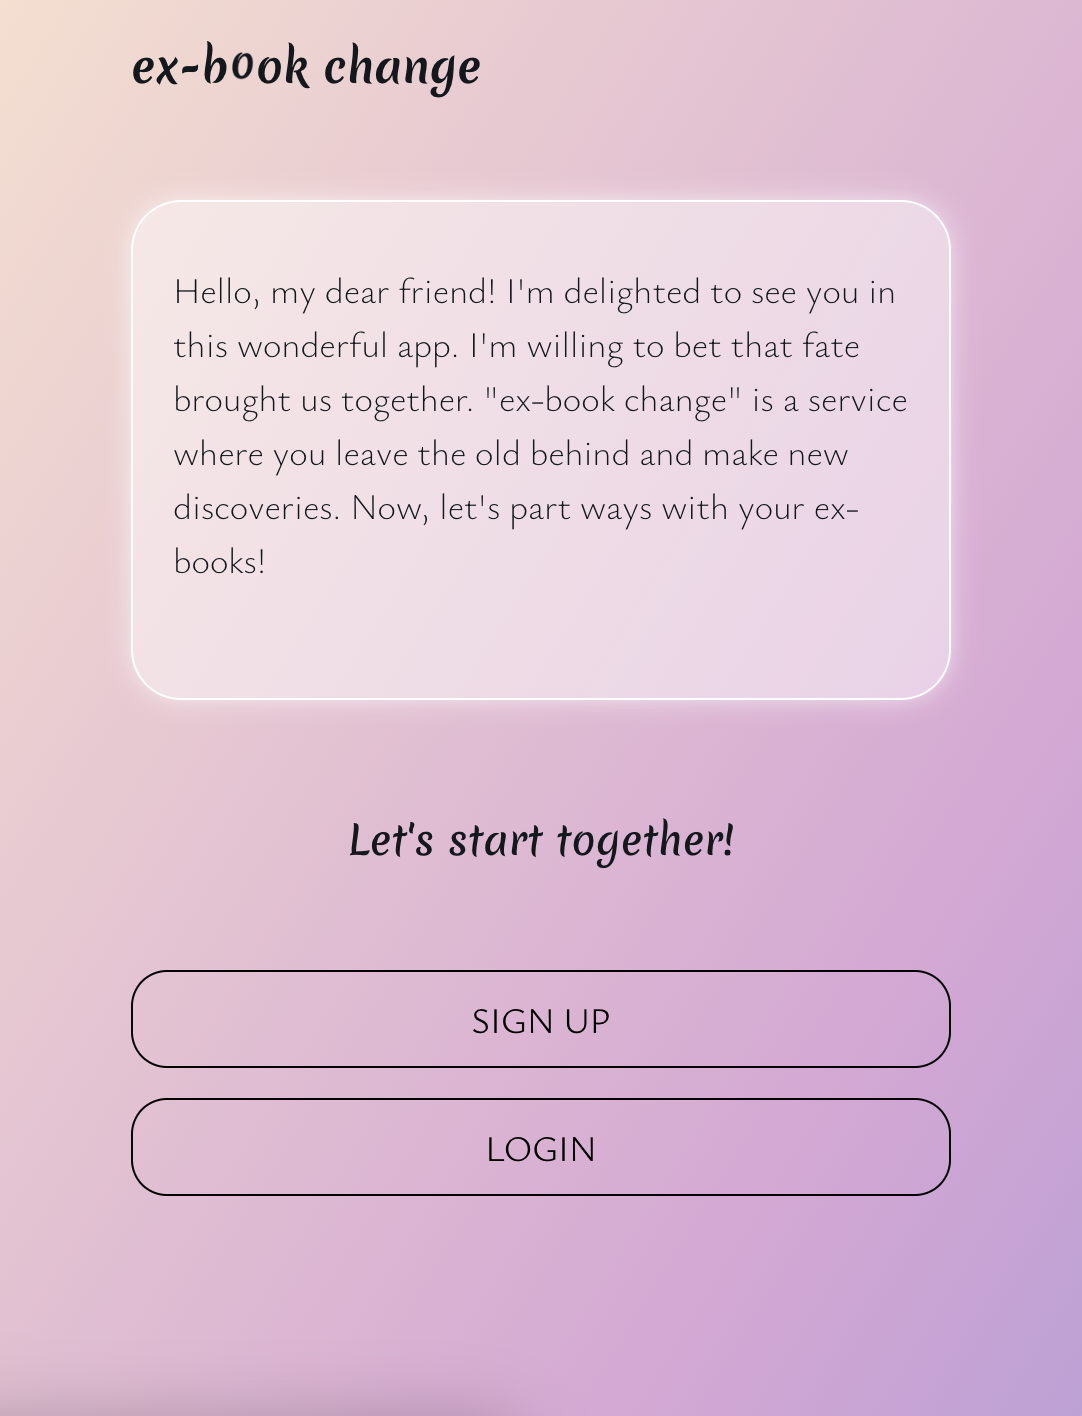 ex-book change
Hello, my dear friend! I'm delighted to see you in
this wonderful app. I'm willing to bet that fate
brought us together. "ex-book change" is a service
where you leave the old behind and make new
discoveries. Now, let's part ways with your ex-
books!
Let's start together!
SIGN UP
LOGIN